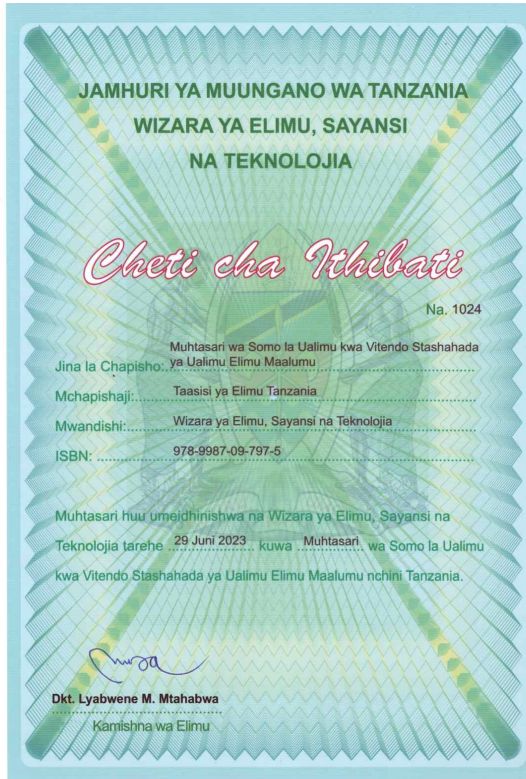 JAMHURI YA MUUNGANO WA TANZANIA
WIZARA YA ELIMU, SAYANSI
NA TEKNOLOJIA
Cheti cha Ithibati
Na. 1024
Jina la Chapisho: Muhtasari wa Somo la Ualimu kwa Vitendo Stashahada
ya Ualimu Elimu Maalumu
Mchapishaji: Taasisi ya Elimu Tanzania
Mwandishi: Wizara ya Elimu, Sayansi na Teknolojia
ISBN: 978-9987-09-797-5
Muhtasari huu umeidhinishwa na Wizara ya Elimu, Sayansi na
Teknolojia tarehe 29 Juni 2023 kuwa Muhtasari wa Somo la Ualimu
kwa Vitendo Stashahada ya Ualimu Elimu Maalumu nchini Tanzania.
Dkt. Lyabwene M. Mtahabwa
Kamishna wa Elimu